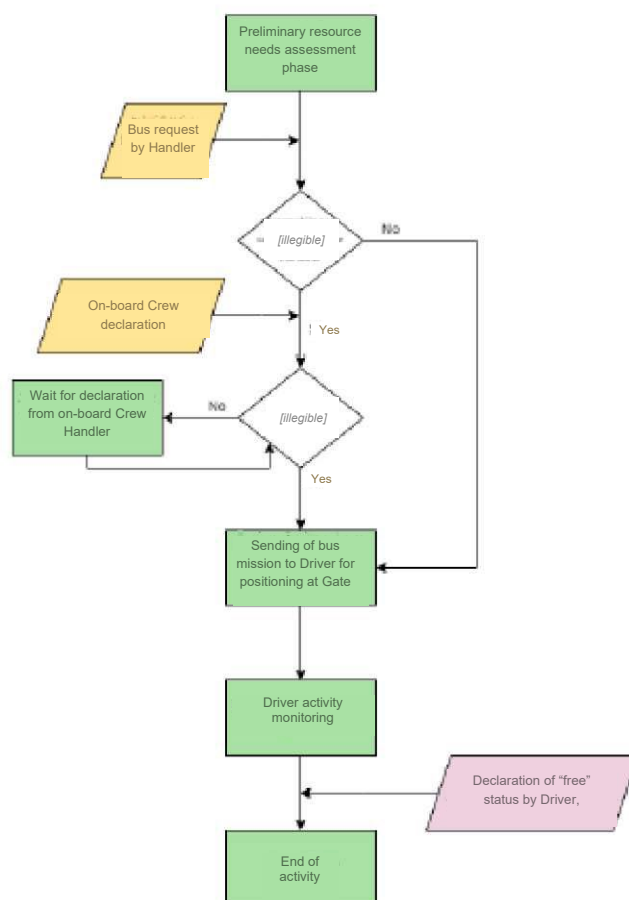 Preliminary resource
needs assessment
phase
Bus request
by Handler
[illegible]
No
On-board Crew
declaration
Yes
Wait for declaration
from on-board Crew
Handler
No
[illegible]
Yes
Sending of bus
mission to Driver for
positioning at Gate
Driver activity
monitoring
Declaration of “free”
status by Driver,
End of
activity